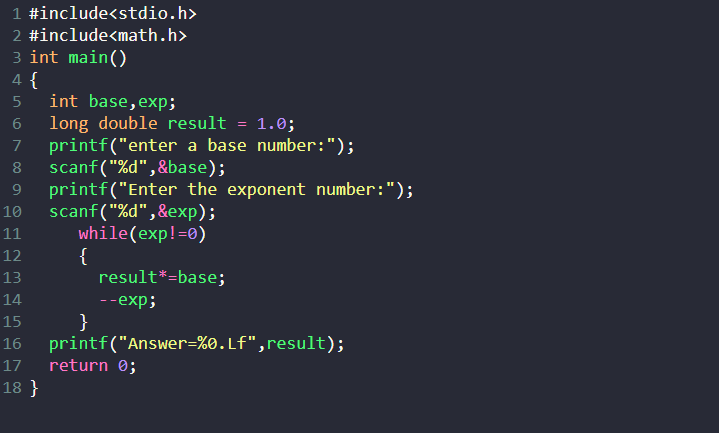 1 #include<stdio.h>
2 #include<math.h>
3 int main()
4 {
5   int base,exp;
6   long double result = 1.0;
7   printf("enter a base number:");
8   scanf("%d",&base);
9   printf("Enter the exponent number:");
10   scanf("%d",&exp);
11      while(exp!=0)
12      {
13        result*=base;
14        --exp;
15      }
16   printf("Answer=%0.Lf",result);
17   return 0;
18 }